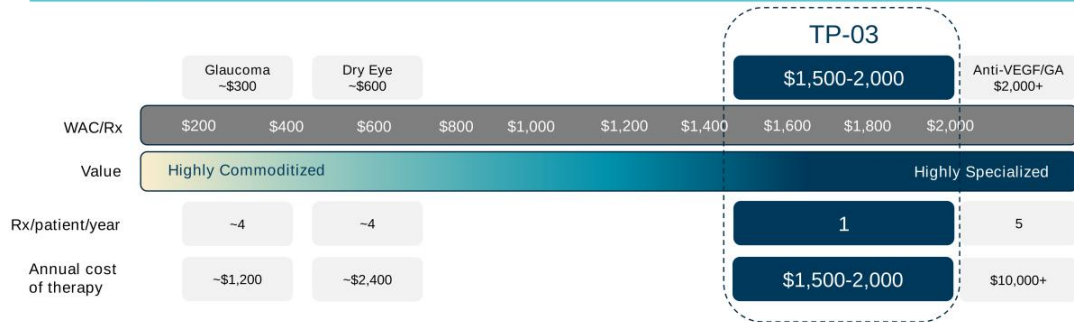 TP-03
Glaucoma
~$300
Dry Eye
~$600
$1,500-2,000
Anti-VEGF/GA
$2,000+
WAC/Rx
$200 $400 $600 $800 $1,000 $1,200 $1,400 $1,600 $1,800 $2,000
Value
Highly Commoditized
Highly Specialized
Rx/patient/year
~4
~4
1
5
Annual cost
of therapy
~$1,200
~$2,400
$1,500-2,000
$10,000+